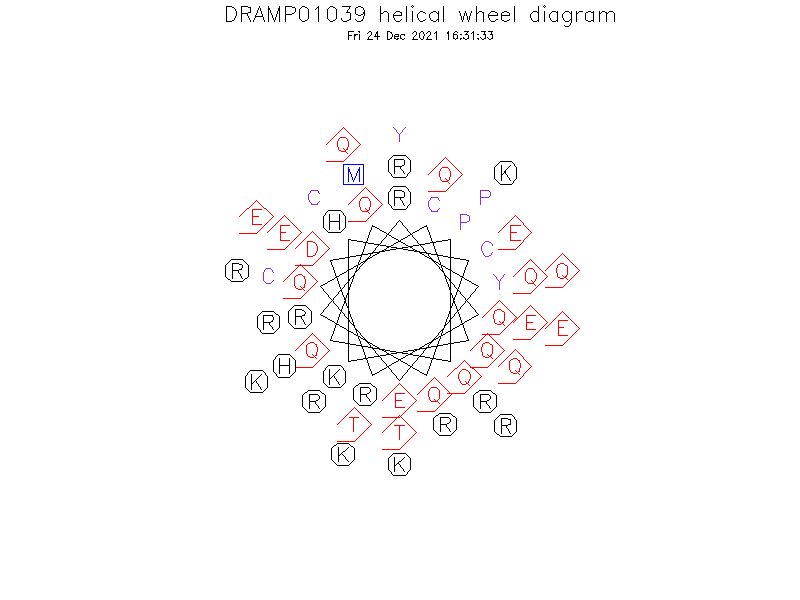 DRAMP01039 helical wheel diagram
Fri 24 Dec 2021 16:31:33
Y
Q
M R Q K
C Q R C P
E H P
E E
D C
R C Q Y Q Q
R R Q E E
Q Q
H Q
K K Q
R R E Q R
T T R R
K K